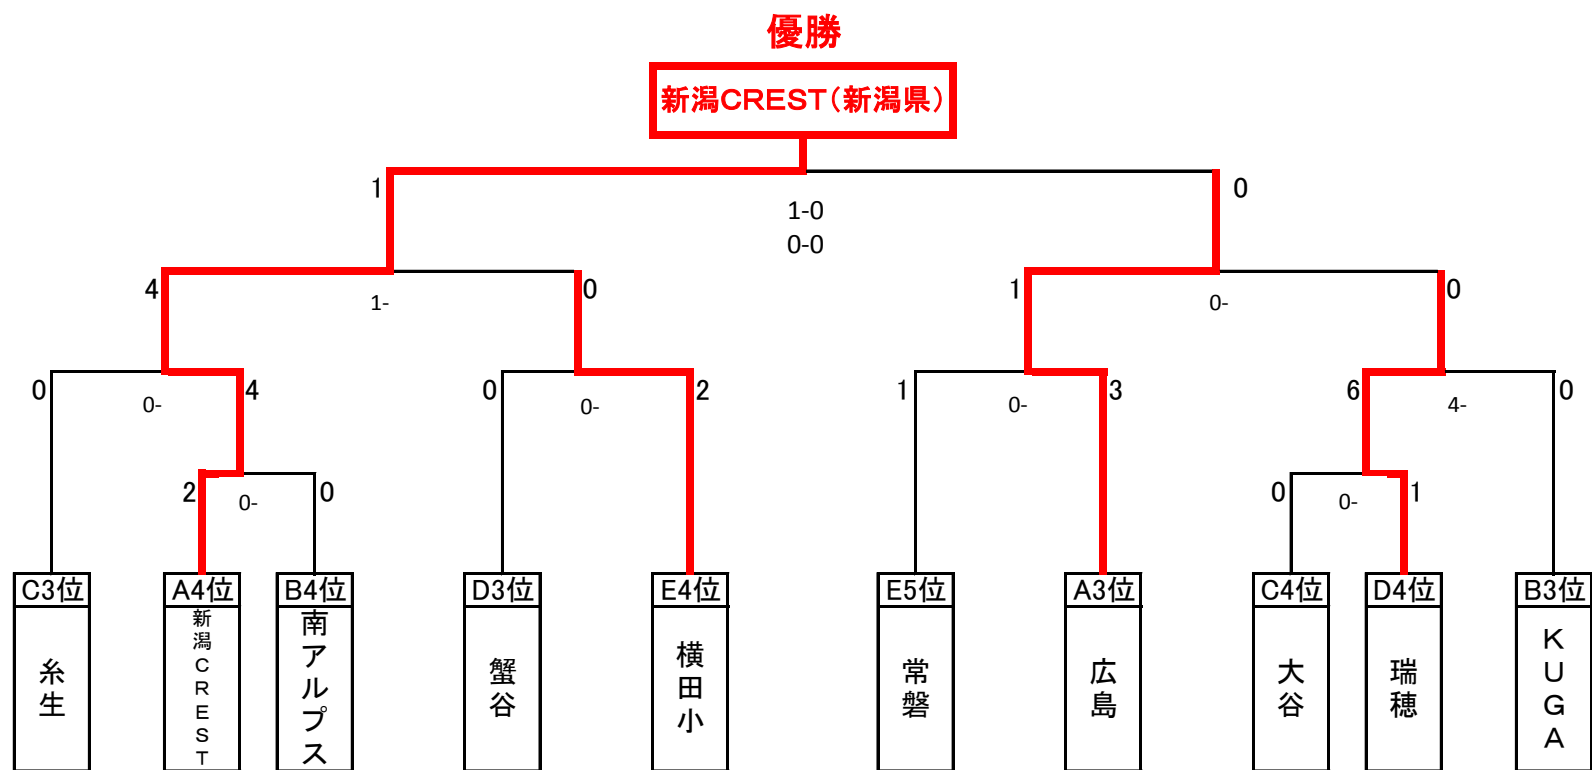 優勝
新潟CREST(新潟県)
1
0
1-0
0-0
4
0
1
0
1-
0-
0
4
0
2
1
3
6
0
0-
0-
0-
4-
2
0
0
1
0-
0-
C3位
A4位
B4位
D3位
E4位
E5位
A3位
C4位
D4位
B3位
糸生
新潟CREST
南アルプス
蟹谷
横田小
常磐
広島
大谷
瑞穂
KUGA